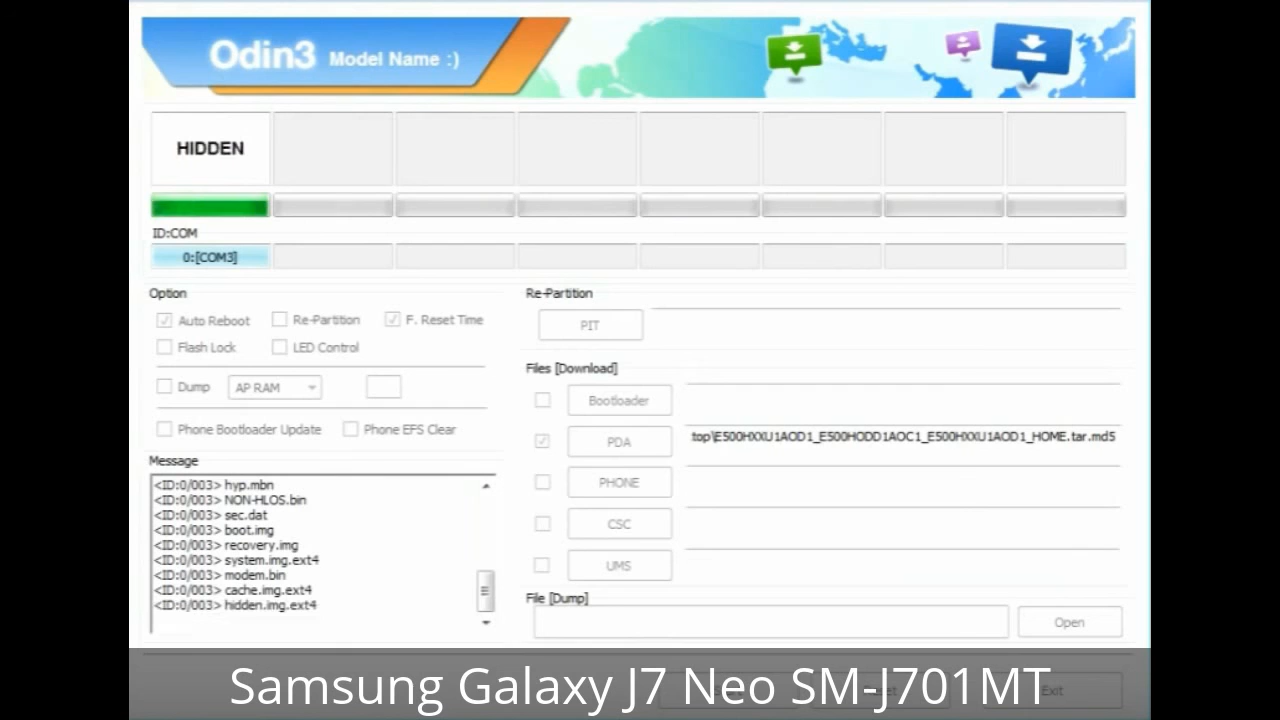 Odin3 Model Name :)
HIDDEN
ID:COM
0:[COM3]
Option
Auto Reboot Re-Partition F. Reset Time
Flash Lock LED Control
Dump AP RAM
Phone Bootloader Update Phone EFS Clear
Message
<ID:0/003> hyp.mbn
<ID:0/003> NON-HLOS.bin
<ID:0/003> sec.dat
<ID:0/003> boot.img
<ID:0/003> recovery.img
<ID:0/003> system.img.ext4
<ID:0/003> modem.bin
<ID:0/003> cache.img.ext4
<ID:0/003> hidden.img.ext4
Re-Partition
PIT
Files [Download]
Bootloader
PDA top\E500HXXU1AOD1_E500HODD1AOC1_E500HXXU1AOD1_HOME.tar.md5
PHONE
CSC
UMS
File [Dump]
Open
Exit
Samsung Galaxy J7 Neo SM-J701MT